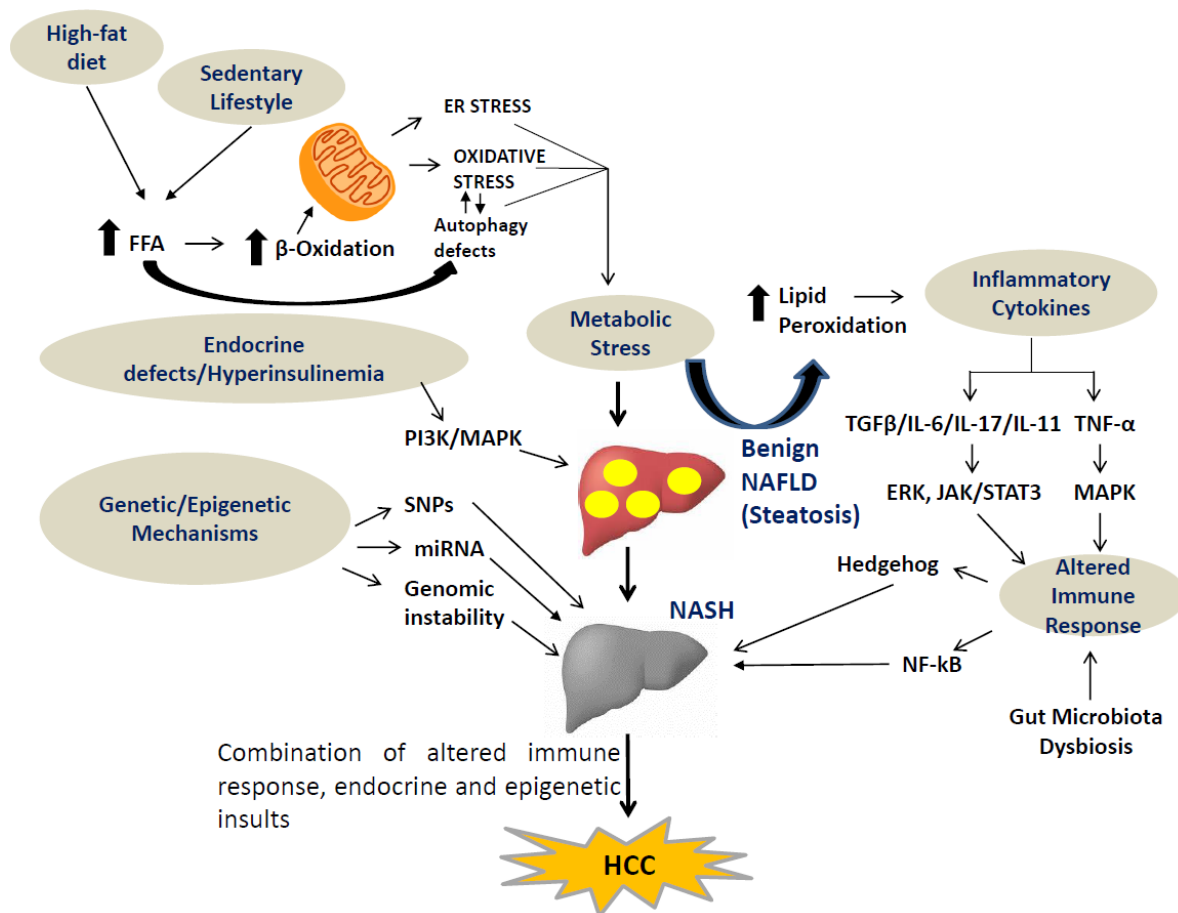 High-fat
diet
Sedentary
Lifestyle
ER STRESS
OXIDATIVE
STRESS
Autophagy
defects
FFA
β-Oxidation
Endocrine
defects/Hyperinsulinemia
PI3K/MAPK
Metabolic
Stress
Lipid
Peroxidation
Inflammatory
Cytokines
TGFβ/IL-6/IL-17/IL-11
TNF-α
ERK, JAK/STAT3
MAPK
Benign
NAFLD
(Steatosis)
Genetic/Epigenetic
Mechanisms
SNPs
miRNA
Genomic
instability
Hedgehog
Altered
Immune
Response
NASH
NF-kB
Gut Microbiota
Dysbiosis
Combination of altered immune
response, endocrine and epigenetic
insults
HCC